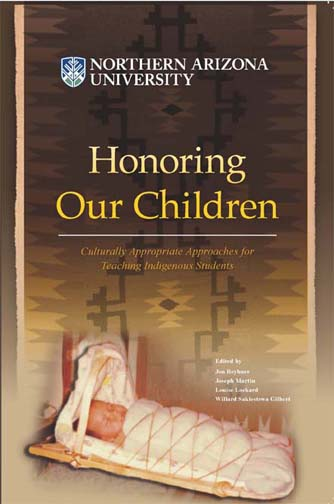 NORTHERN ARIZONA
UNIVERSITY
Honoring
Our Children
Culturally Appropriate Approaches for
Teaching Indigenous Students
Edited by
Jon Reyhner
Joseph Martin
Louise Lockard
Willard Sakiestewa Gilbert